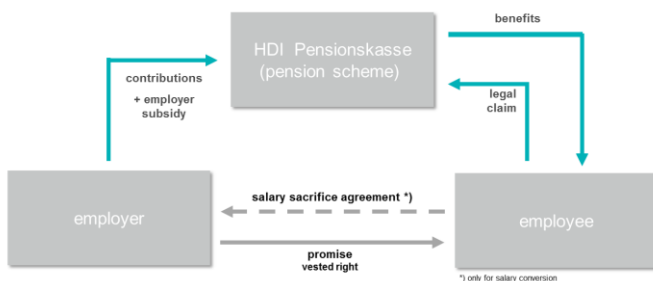 benefits
HDI Pensionskasse
(pension scheme)
contributions
+ employer
subsidy
legal
claim
salary sacrifice agreement *)
employer
employee
promise
vested right
*) only for salary conversion